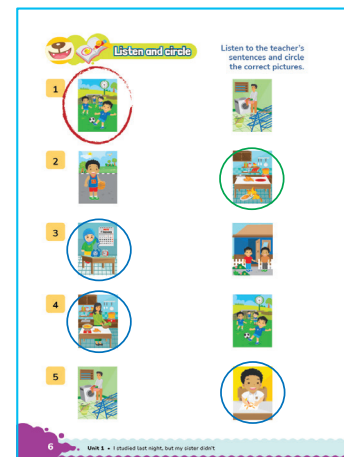 Listen and circle
Listen to the teacher's
sentences and circle
the correct pictures.
1
2
3
4
5
6 Unit 1 • I studied last night, but my sister didn't